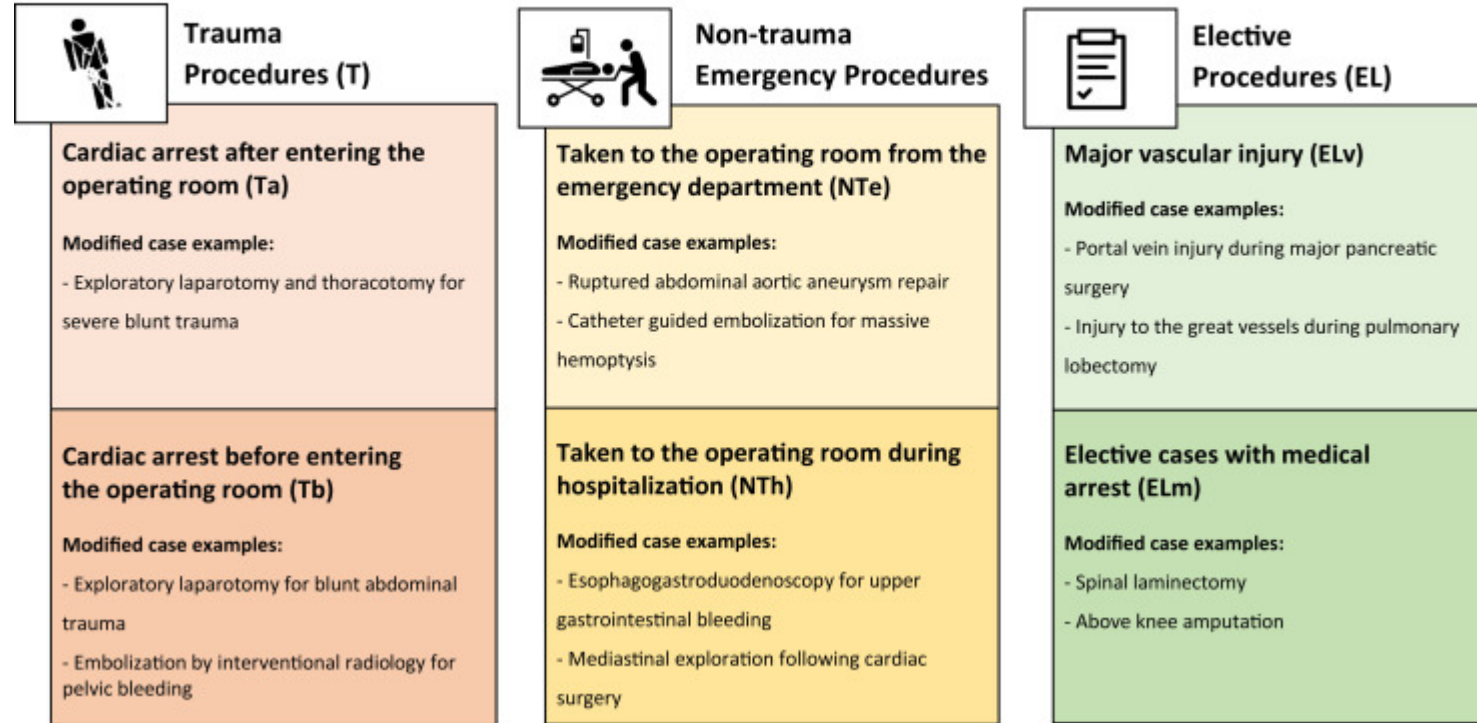 Trauma
Procedures (T)
Cardiac arrest after entering the
operating room (Ta)
Modified case example:
- Exploratory laparotomy and thoracotomy for
severe blunt trauma
Cardiac arrest before entering
the operating room (Tb)
Modified case examples:
- Exploratory laparotomy for blunt abdominal
trauma
- Embolization by interventional radiology for
pelvic bleeding
Non-trauma
Emergency Procedures
Taken to the operating room from the
emergency department (NTe)
Modified case examples:
- Ruptured abdominal aortic aneurysm repair
- Catheter guided embolization for massive
hemoptysis
Taken to the operating room during
hospitalization (NTh)
Modified case examples:
- Esophagogastroduodenoscopy for upper
gastrointestinal bleeding
- Mediastinal exploration following cardiac
surgery
Elective
Procedures (EL)
Major vascular injury (ELv)
Modified case examples:
- Portal vein injury during major pancreatic
surgery
- Injury to the great vessels during pulmonary
lobectomy
Elective cases with medical
arrest (ELm)
Modified case examples:
- Spinal laminectomy
- Above knee amputation